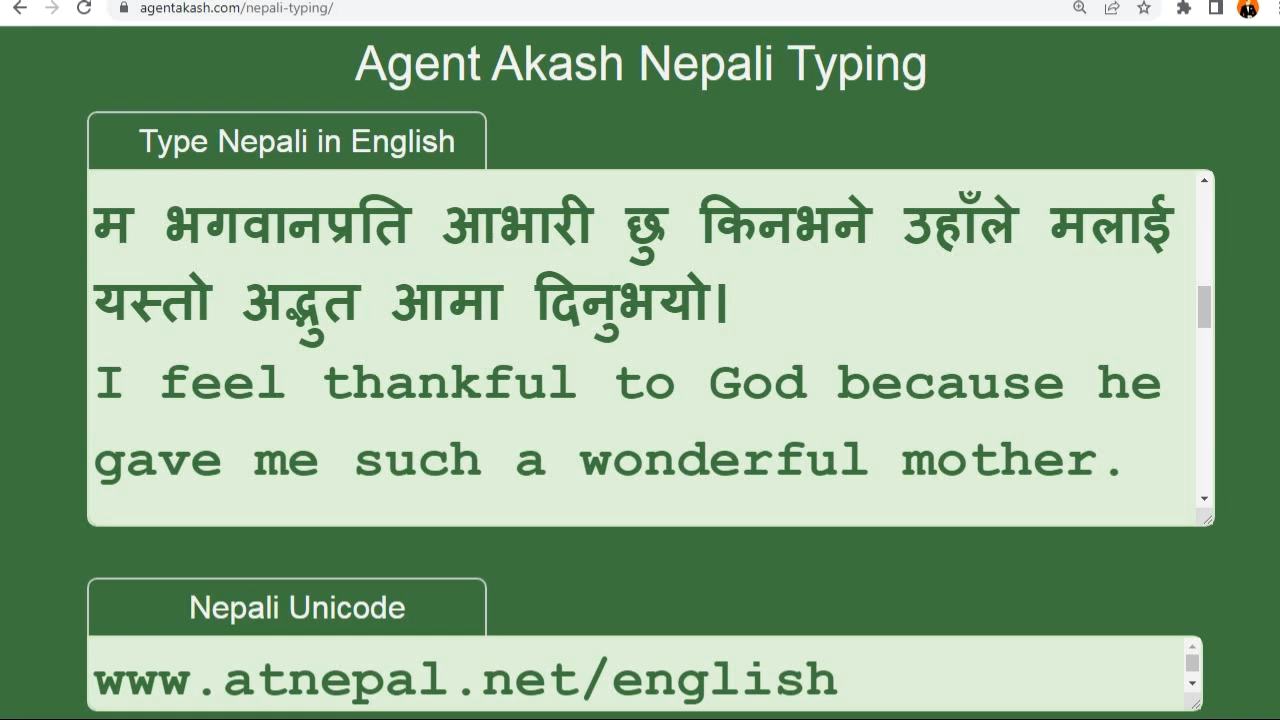 agentakash.com/nepali-typing/
Agent Akash Nepali Typing
Type Nepali in English
म भगवानप्रति आभारी छु किनभने उहाँले मलाई
यस्तो अद्भुत आमा दिनुभयो।
I feel thankful to God because he
gave me such a wonderful mother.
Nepali Unicode
www.atnepal.net/english